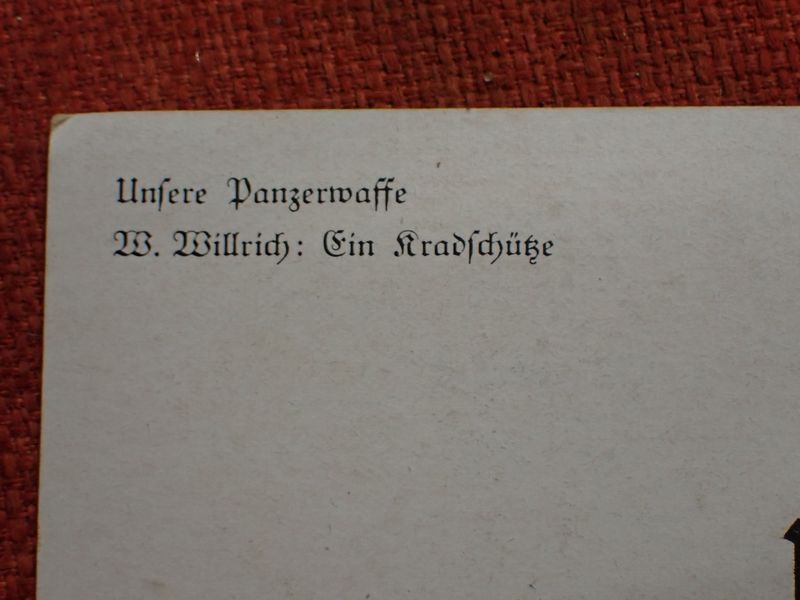 Unſere Panzerwaffe
W. Willrich: Ein Kradſchütze